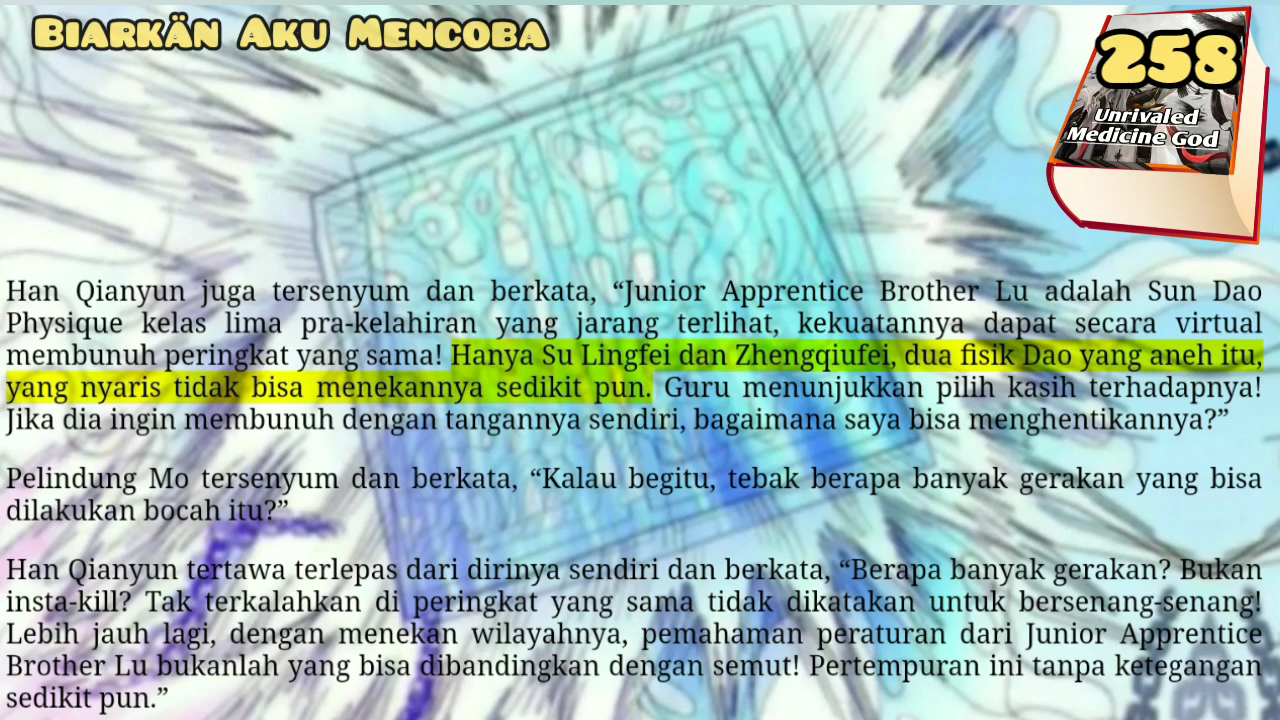 Biarkän Aku Mencoba
258
Unrivaled
Medicine God
Han Qianyun juga tersenyum dan berkata, “Junior Apprentice Brother Lu adalah Sun Dao
Physique kelas lima pra-kelahiran yang jarang terlihat, kekuatannya dapat secara virtual
membunuh peringkat yang sama! Hanya Su Lingfei dan Zhengqiufei, dua fisik Dao yang aneh itu,
yang nyaris tidak bisa menekannya sedikit pun. Guru menunjukkan pilih kasih terhadapnya!
Jika dia ingin membunuh dengan tangannya sendiri, bagaimana saya bisa menghentikannya?”
Pelindung Mo tersenyum dan berkata, “Kalau begitu, tebak berapa banyak gerakan yang bisa
dilakukan bocah itu?”
Han Qianyun tertawa terlepas dari dirinya sendiri dan berkata, “Berapa banyak gerakan? Bukan
insta-kill? Tak terkalahkan di peringkat yang sama tidak dikatakan untuk bersenang-senang!
Lebih jauh lagi, dengan menekan wilayahnya, pemahaman peraturan dari Junior Apprentice
Brother Lu bukanlah yang bisa dibandingkan dengan semut! Pertempuran ini tanpa ketegangan
sedikit pun.”